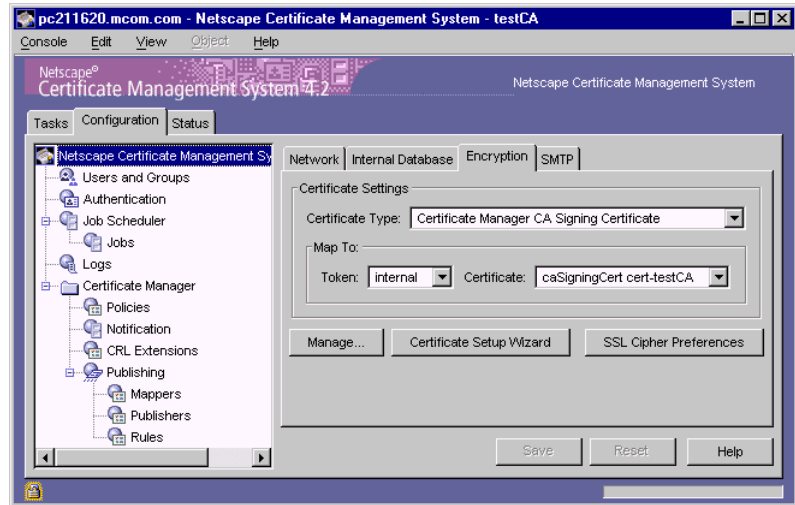 pc211620.mcom.com - Netscape Certificate Management System - testCA
Console Edit View Object Help
Netscape®
Certificate Management System 4.2
Netscape Certificate Management System
Tasks Configuration Status
Netscape Certificate Management Sy
Users and Groups
Authentication
Job Scheduler
Jobs
Logs
Certificate Manager
Policies
Notification
CRL Extensions
Publishing
Mappers
Publishers
Rules
Network Internal Database Encryption SMTP
Certificate Settings
Certificate Type: Certificate Manager CA Signing Certificate
Map To:
Token: internal Certificate: caSigningCert cert-testCA
Manage... Certificate Setup Wizard SSL Cipher Preferences
Save Reset Help